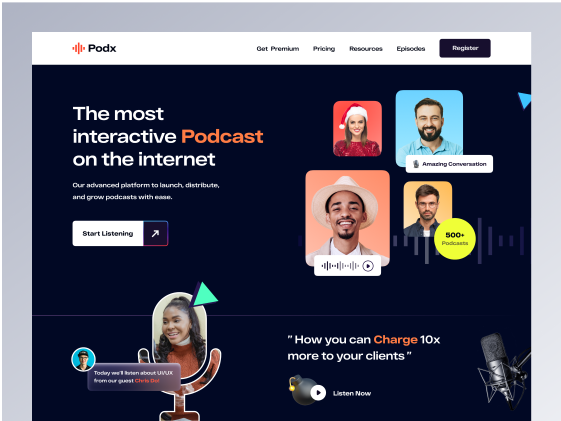 Podx
Get Premium
Pricing
Resources
Episodes
Register
The most
interactive Podcast
on the internet
Our advanced platform to launch, distribute,
and grow podcasts with ease.
Start Listening
Amazing Conversation
500+
Podcasts
Today we'll listen about UI/UX
from our guest Chris Do!
" How you can Charge 10x
more to your clients "
Listen Now